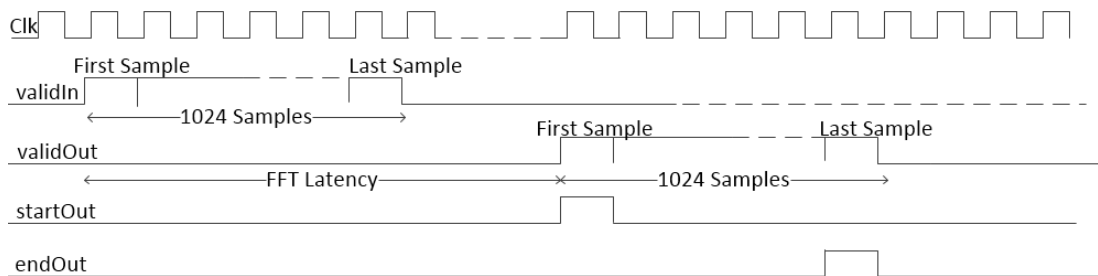 Clk
First Sample
Last Sample
validIn
1024 Samples
First Sample
Last Sample
validOut
FFT Latency
1024 Samples
startOut
endOut